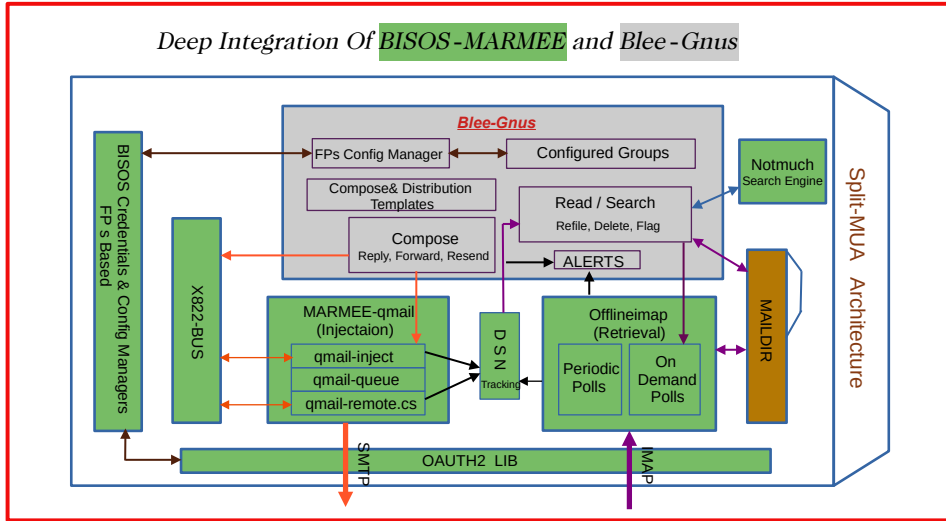 Deep Integration Of BISOS-MARMEE and Blee-Gnus
Blee-Gnus
FPs Config Manager
Configured Groups
Compose& Distribution
Templates
Read / Search
Refile, Delete, Flag
Compose
Reply, Forward, Resend
ALERTS
Notmuch
Search Engine
BISOS Credentials & Config Managers
FP s Based
X822-BUS
MARMEE-qmail
(Injectaion)
qmail-inject
qmail-queue
qmail-remote.cs
DSN
Tracking
Offlineimap
(Retrieval)
Periodic
Polls
On
Demand
Polls
MAILDIR
Split-MUA Architecture
OAUTH2 LIB
SMTP
IMAP